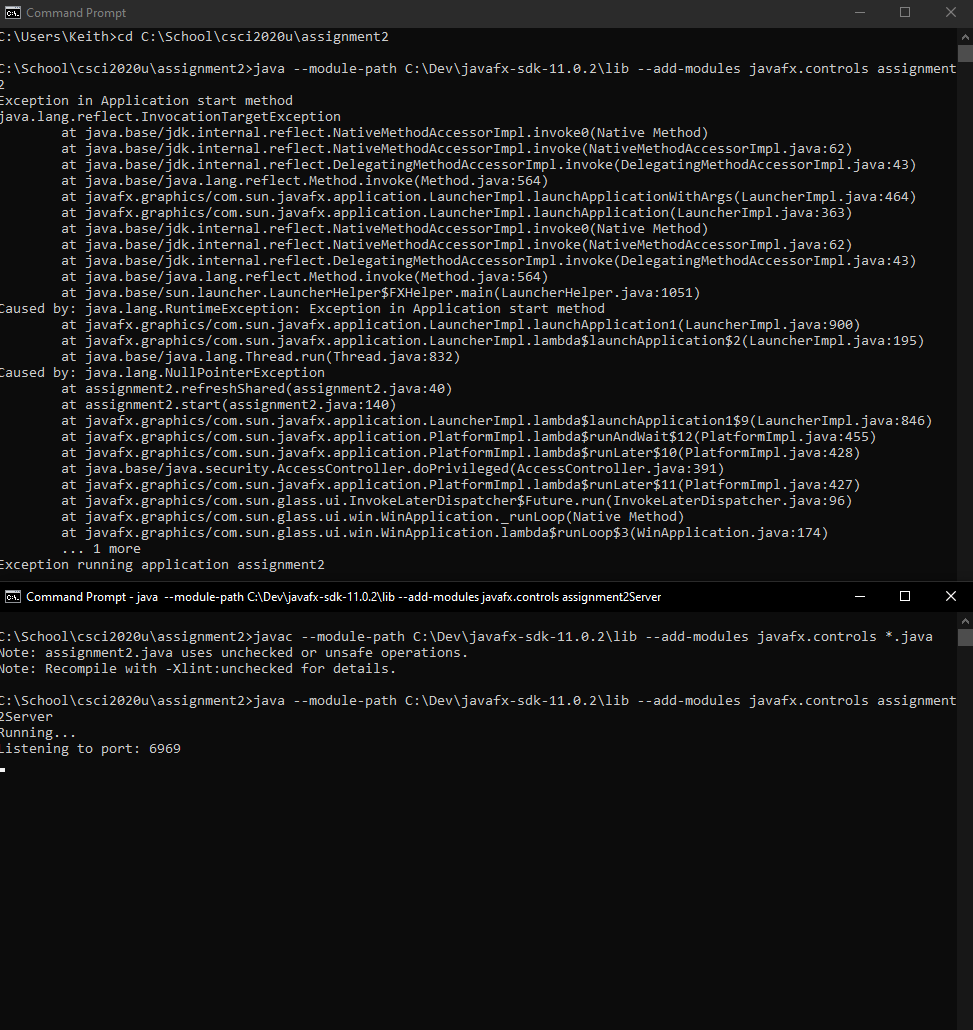 Command Prompt
C:\Users\Keith>cd C:\School\csci2020u\assignment2
C:\School\csci2020u\assignment2>java --module-path C:\Dev\javafx-sdk-11.0.2\lib --add-modules javafx.controls assignment
2
Exception in Application start method
java.lang.reflect.InvocationTargetException
at java.base/jdk.internal.reflect.NativeMethodAccessorImpl.invoke0(Native Method)
at java.base/jdk.internal.reflect.NativeMethodAccessorImpl.invoke(NativeMethodAccessorImpl.java:62)
at java.base/jdk.internal.reflect.DelegatingMethodAccessorImpl.invoke(DelegatingMethodAccessorImpl.java:43)
at java.base/java.lang.reflect.Method.invoke(Method.java:564)
at javafx.graphics/com.sun.javafx.application.LauncherImpl.launchApplicationWithArgs(LauncherImpl.java:464)
at javafx.graphics/com.sun.javafx.application.LauncherImpl.launchApplication(LauncherImpl.java:363)
at java.base/jdk.internal.reflect.NativeMethodAccessorImpl.invoke0(Native Method)
at java.base/jdk.internal.reflect.NativeMethodAccessorImpl.invoke(NativeMethodAccessorImpl.java:62)
at java.base/jdk.internal.reflect.DelegatingMethodAccessorImpl.invoke(DelegatingMethodAccessorImpl.java:43)
at java.base/java.lang.reflect.Method.invoke(Method.java:564)
at java.base/sun.launcher.LauncherHelper$FXHelper.main(LauncherHelper.java:1051)
Caused by: java.lang.RuntimeException: Exception in Application start method
at javafx.graphics/com.sun.javafx.application.LauncherImpl.launchApplication1(LauncherImpl.java:900)
at javafx.graphics/com.sun.javafx.application.LauncherImpl.lambda$launchApplication$2(LauncherImpl.java:195)
at java.base/java.lang.Thread.run(Thread.java:832)
Caused by: java.lang.NullPointerException
at assignment2.refreshShared(assignment2.java:40)
at assignment2.start(assignment2.java:140)
at javafx.graphics/com.sun.javafx.application.LauncherImpl.lambda$launchApplication1$9(LauncherImpl.java:846)
at javafx.graphics/com.sun.javafx.application.PlatformImpl.lambda$runAndWait$12(PlatformImpl.java:455)
at javafx.graphics/com.sun.javafx.application.PlatformImpl.lambda$runLater$10(PlatformImpl.java:428)
at java.base/java.security.AccessController.doPrivileged(AccessController.java:391)
at javafx.graphics/com.sun.javafx.application.PlatformImpl.lambda$runLater$11(PlatformImpl.java:427)
at javafx.graphics/com.sun.glass.ui.InvokeLaterDispatcher$Future.run(InvokeLaterDispatcher.java:96)
at javafx.graphics/com.sun.glass.ui.win.WinApplication._runLoop(Native Method)
at javafx.graphics/com.sun.glass.ui.win.WinApplication.lambda$runLoop$3(WinApplication.java:174)
... 1 more
Exception running application assignment2
Command Prompt - java --module-path C:\Dev\javafx-sdk-11.0.2\lib --add-modules javafx.controls assignment2Server
C:\School\csci2020u\assignment2>javac --module-path C:\Dev\javafx-sdk-11.0.2\lib --add-modules javafx.controls *.java
Note: assignment2.java uses unchecked or unsafe operations.
Note: Recompile with -Xlint:unchecked for details.
C:\School\csci2020u\assignment2>java --module-path C:\Dev\javafx-sdk-11.0.2\lib --add-modules javafx.controls assignment
2Server
Running...
Listening to port: 6969